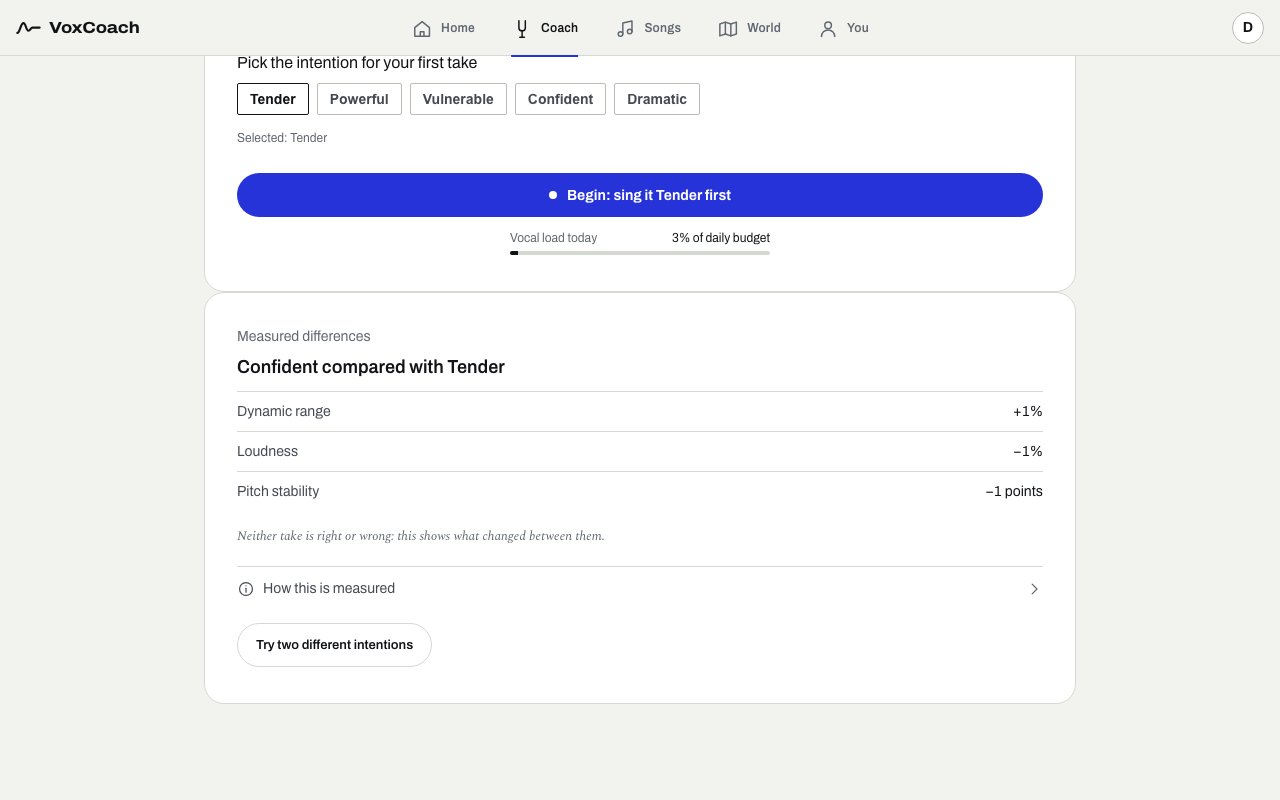 VoxCoach
Home
Coach
Songs
World
You
D
Pick the intention for your first take
Tender
Powerful
Vulnerable
Confident
Dramatic
Selected: Tender
Begin: sing it Tender first
Vocal load today
3% of daily budget
Measured differences
Confident compared with Tender
Dynamic range
+1%
Loudness
−1%
Pitch stability
−1 points
Neither take is right or wrong: this shows what changed between them.
How this is measured
Try two different intentions